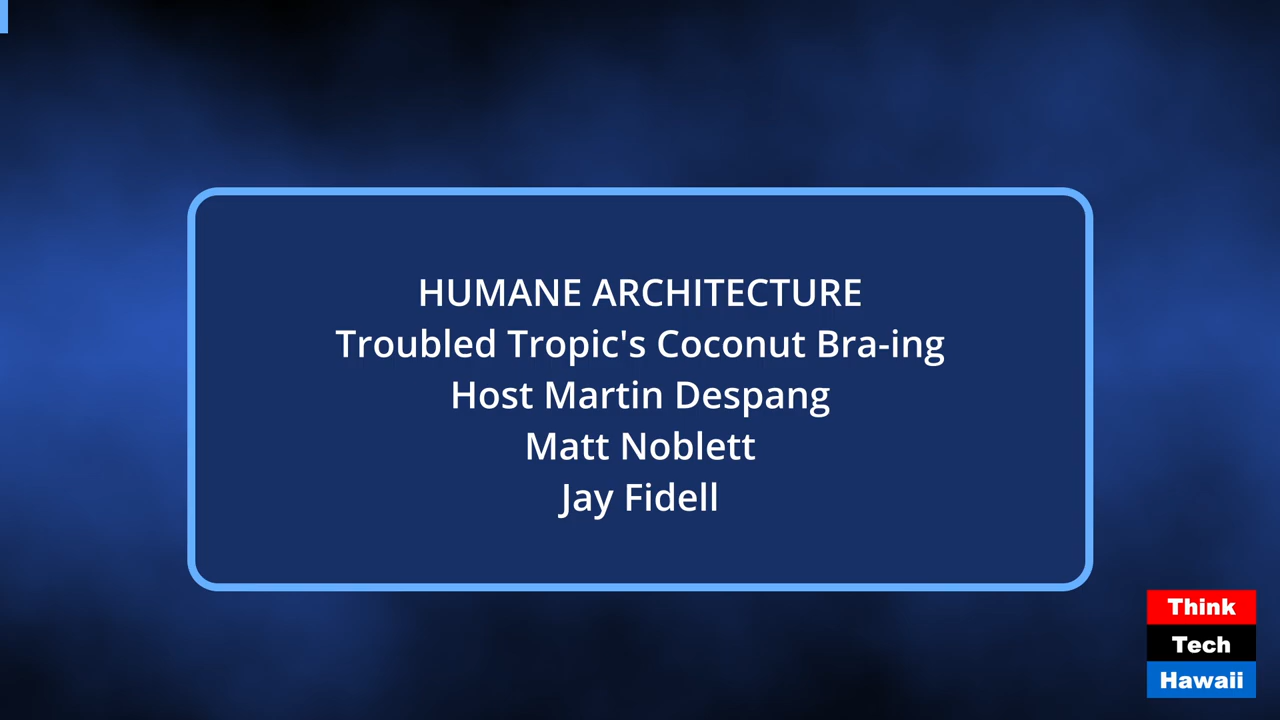 HUMANE ARCHITECTURE
Troubled Tropic's Coconut Bra-ing
Host Martin Despang
Matt Noblett
Jay Fidell
Think
Tech
Hawaii